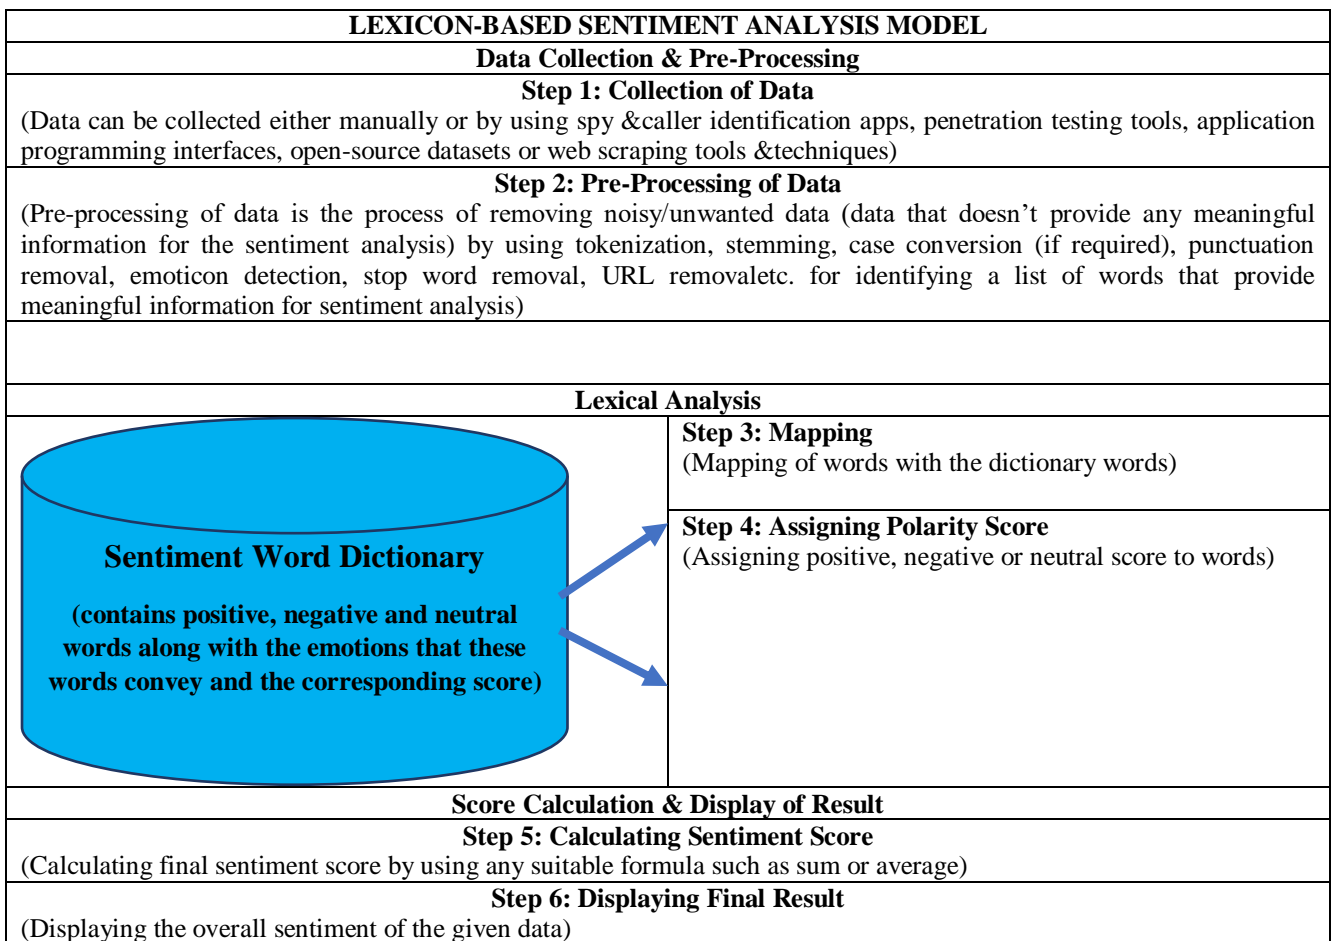 LEXICON-BASED SENTIMENT ANALYSIS MODEL
Data Collection & Pre-Processing
Step 1: Collection of Data
(Data can be collected either manually or by using spy &caller identification apps, penetration testing tools, application
programming interfaces, open-source datasets or web scraping tools &techniques)
Step 2: Pre-Processing of Data
(Pre-processing of data is the process of removing noisy/unwanted data (data that doesn’t provide any meaningful
information for the sentiment analysis) by using tokenization, stemming, case conversion (if required), punctuation
removal, emoticon detection, stop word removal, URL removaletc. for identifying a list of words that provide
meaningful information for sentiment analysis)
Lexical Analysis
Sentiment Word Dictionary
(contains positive, negative and neutral
words along with the emotions that these
words convey and the corresponding score)
Step 3: Mapping
(Mapping of words with the dictionary words)
Step 4: Assigning Polarity Score
(Assigning positive, negative or neutral score to words)
Score Calculation & Display of Result
Step 5: Calculating Sentiment Score
(Calculating final sentiment score by using any suitable formula such as sum or average)
Step 6: Displaying Final Result
(Displaying the overall sentiment of the given data)